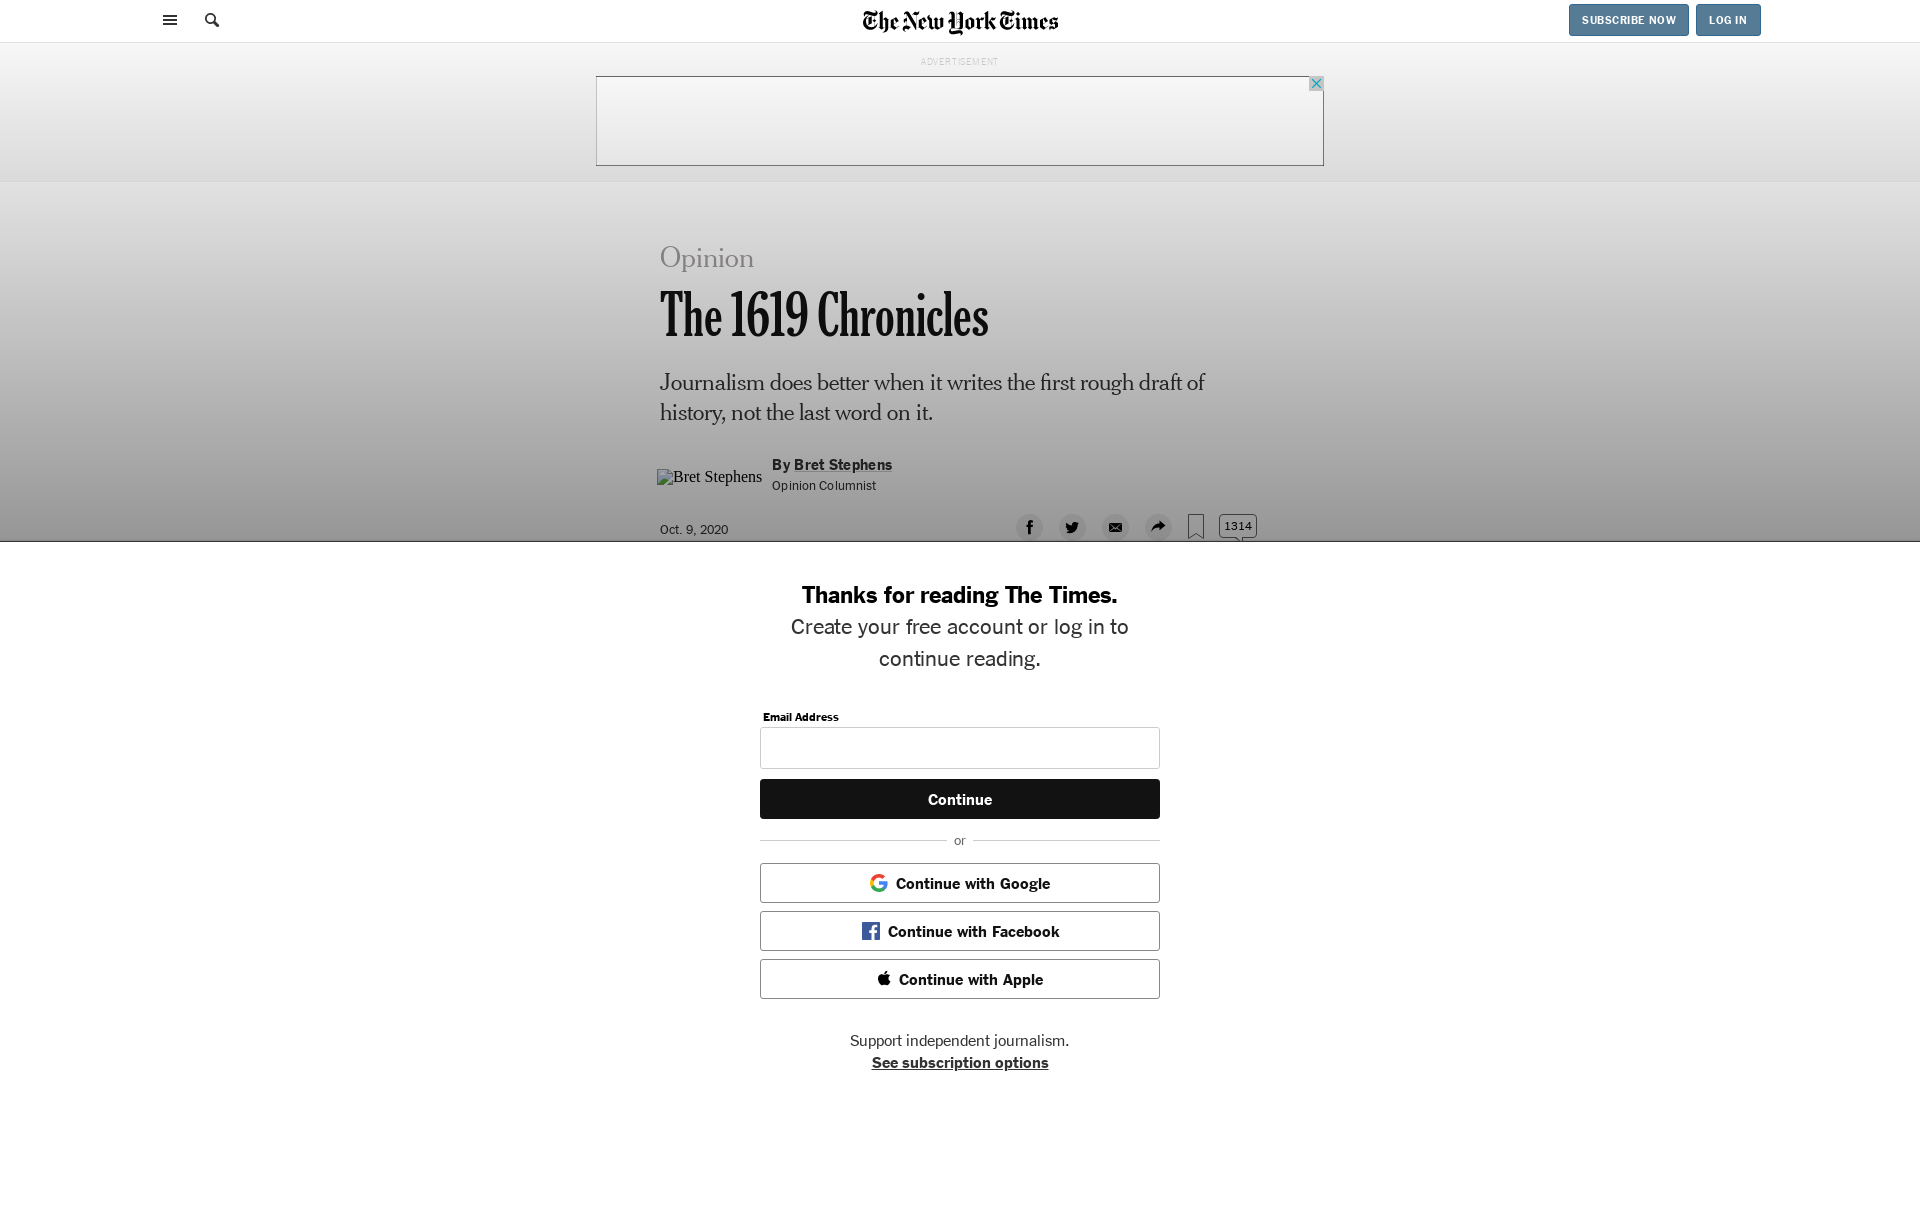 The New York Times
SUBSCRIBE NOW
LOG IN
ADVERTISEMENT
Opinion
The 1619 Chronicles
Journalism does better when it writes the first rough draft of
history, not the last word on it.
Bret Stephens
By Bret Stephens
Opinion Columnist
Oct. 9, 2020
1314
Thanks for reading The Times.
Create your free account or log in to
continue reading.
Email Address
Continue
or
Continue with Google
Continue with Facebook
Continue with Apple
Support independent journalism.
See subscription options